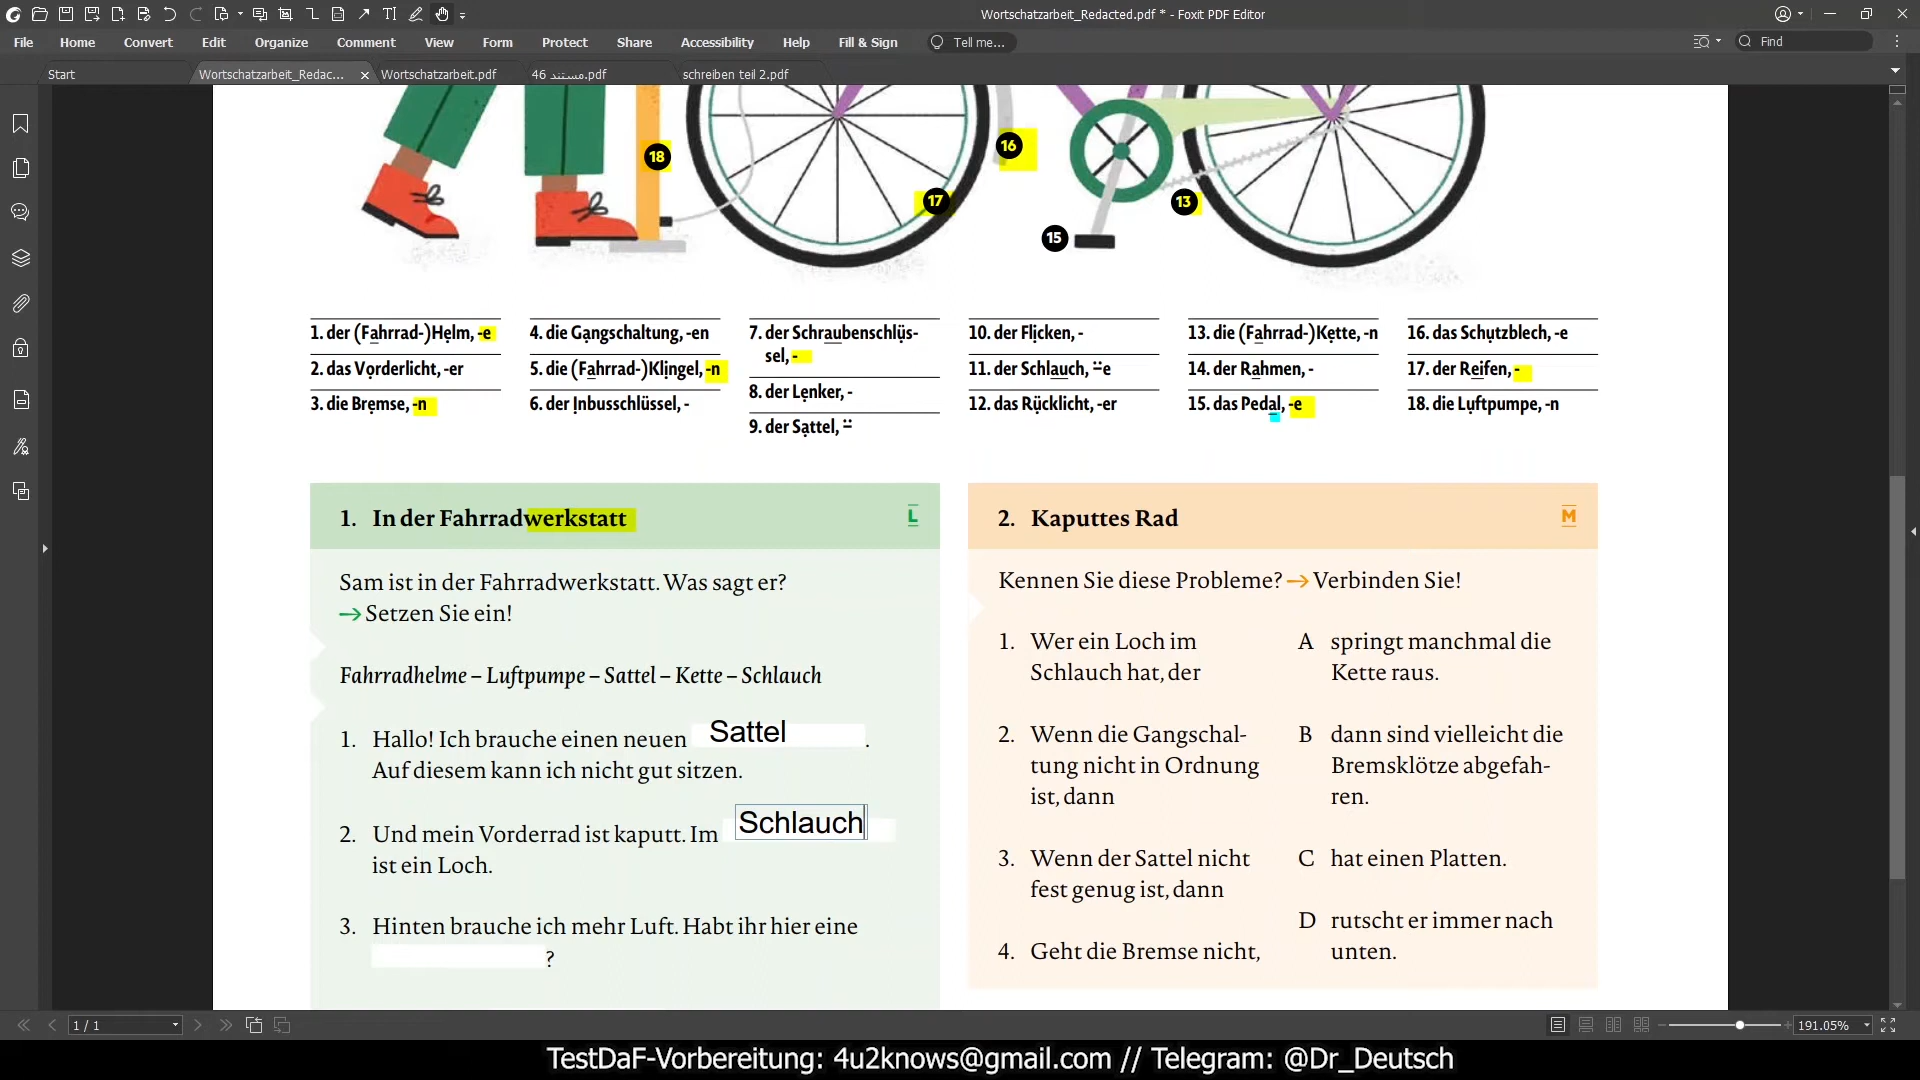 Wortschatzarbeit_Redacted.pdf * - Foxit PDF Editor
File Home Convert Edit Organize Comment View Form Protect Share Accessibility Help Fill & Sign Tell me... Find
Start Wortschatzarbeit_Redac... Wortschatzarbeit.pdf مستند 46.pdf schreiben teil 2.pdf
18
16
17
13
15
1. der (Fahrrad-)Helm, -e
2. das Vorderlicht, -er
3. die Bremse, -n
4. die Gangschaltung, -en
5. die (Fahrrad-)Klingel, -n
6. der Inbusschlüssel, -
7. der Schraubenschlüs-
sel, -
8. der Lenker, -
9. der Sattel, ¨
10. der Flicken, -
11. der Schlauch, ¨e
12. das Rücklicht, -er
13. die (Fahrrad-)Kette, -n
14. der Rahmen, -
15. das Pedal, -e
16. das Schutzblech, -e
17. der Reifen, -
18. die Luftpumpe, -n
1. In der Fahrradwerkstatt L
Sam ist in der Fahrradwerkstatt. Was sagt er?
→ Setzen Sie ein!
Fahrradhelme – Luftpumpe – Sattel – Kette – Schlauch
1. Hallo! Ich brauche einen neuen Sattel .
Auf diesem kann ich nicht gut sitzen.
2. Und mein Vorderrad ist kaputt. Im Schlauch
ist ein Loch.
3. Hinten brauche ich mehr Luft. Habt ihr hier eine
?
2. Kaputtes Rad M
Kennen Sie diese Probleme? → Verbinden Sie!
1. Wer ein Loch im
Schlauch hat, der
2. Wenn die Gangschal-
tung nicht in Ordnung
ist, dann
3. Wenn der Sattel nicht
fest genug ist, dann
4. Geht die Bremse nicht,
A springt manchmal die
Kette raus.
B dann sind vielleicht die
Bremsklötze abgefah-
ren.
C hat einen Platten.
D rutscht er immer nach
unten.
1 / 1
191.05%
TestDaF-Vorbereitung: 4u2knows@gmail.com // Telegram: @Dr_Deutsch